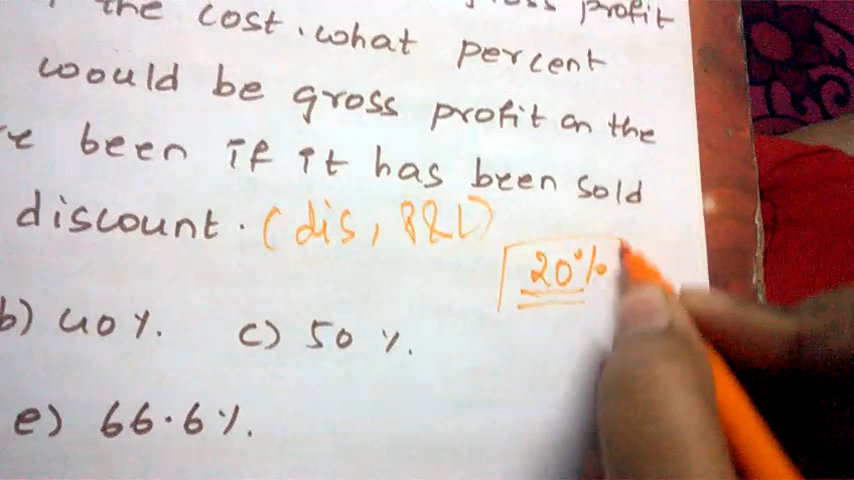 the cost. what percent profit
would be gross profit on the
been if it has been sold
discount. (dis, P&L)
20%
b) 40%. c) 50%.
e) 66.6%.